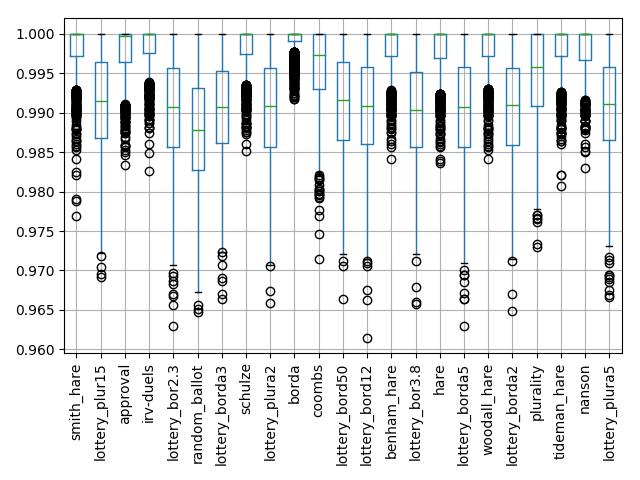 1.000
0.995
0.990
0.985
0.980
0.975
0.970
0.965
0.960
smith_hare
lottery_plur15
approval
irv-duels
lottery_bor2.3
random_ballot
lottery_borda3
schulze
lottery_plura2
borda
coombs
lottery_bord50
lottery_bord12
benham_hare
lottery_bor3.8
hare
lottery_borda5
woodall_hare
lottery_borda2
plurality
tideman_hare
nanson
lottery_plura5